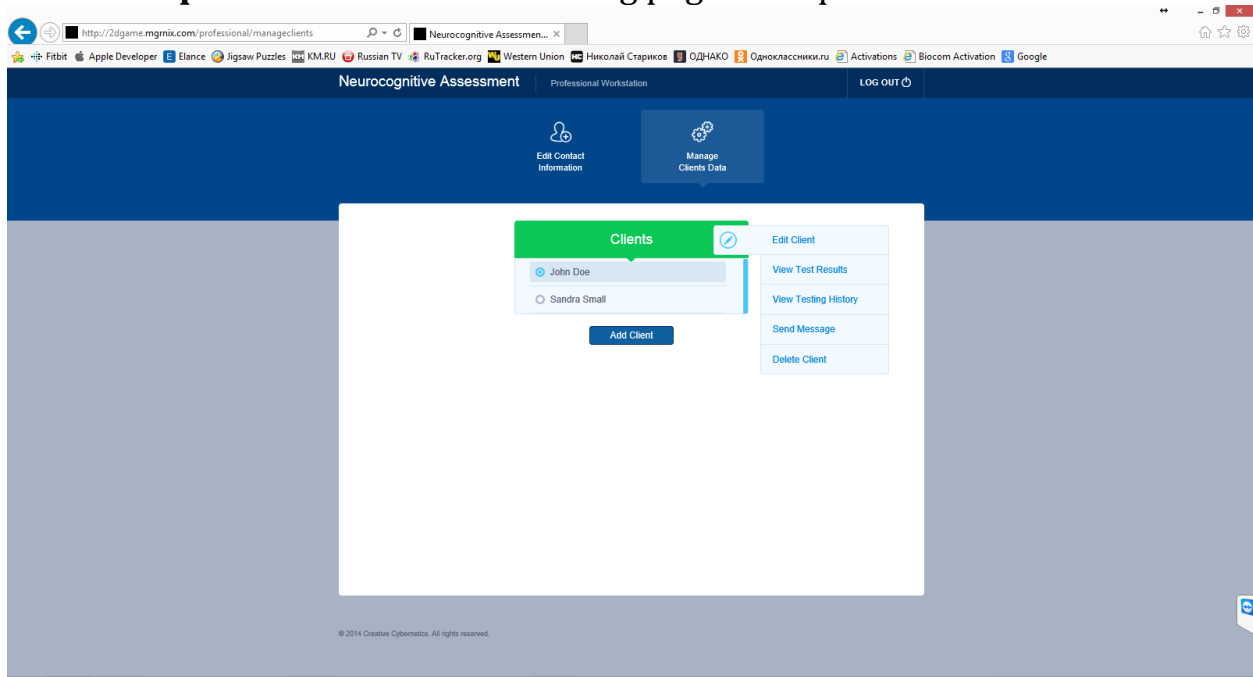 http://2dgame.mgrnix.com/professional/manageclients
Neurocognitive Assessmen...
Fitbit Apple Developer Elance Jigsaw Puzzles KM.RU Russian TV RuTracker.org Western Union Николай Стариков ОДНАКО Одноклассники.ru Activations Biocom Activation Google
Neurocognitive Assessment Professional Workstation LOG OUT
Edit Contact
Information
Manage
Clients Data
Clients
John Doe
Sandra Small
Add Client
Edit Client
View Test Results
View Testing History
Send Message
Delete Client
© 2014 Creative Cybernetics. All rights reserved.